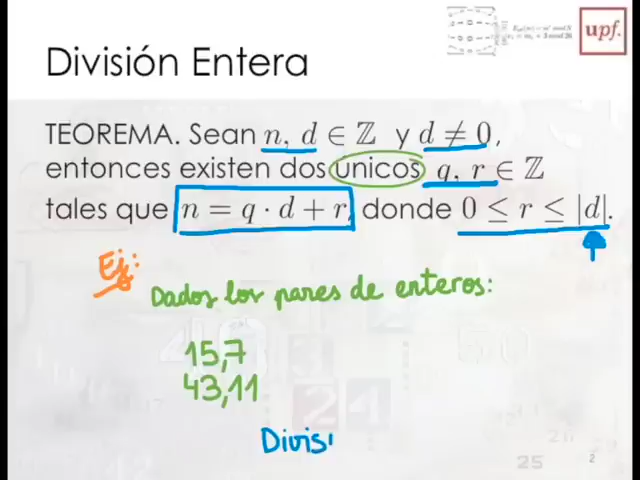 upf.
División Entera
TEOREMA. Sean n, d ∈ ℤ y d ≠ 0,
entonces existen dos únicos q, r ∈ ℤ
tales que n = q · d + r, donde 0 ≤ r ≤ |d|.
Ej:
Dados los pares de enteros:
15,7
43,11
Divisi
25
2